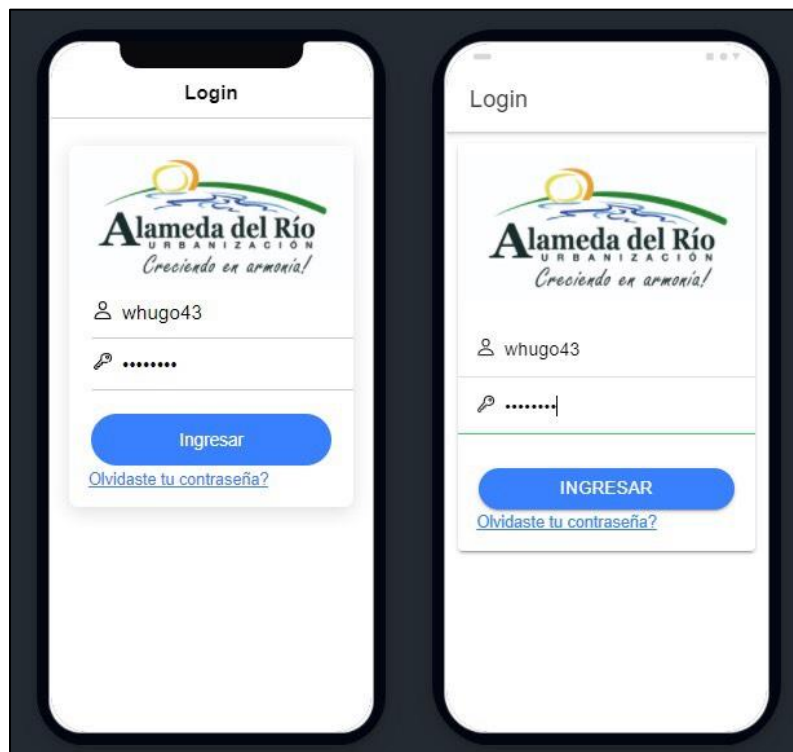 Login
Alameda del Río
URBANIZACIÓN
Creciendo en armonía!
whugo43
••••••••
Ingresar
Olvidaste tu contraseña?
Login
Alameda del Río
URBANIZACIÓN
Creciendo en armonía!
whugo43
••••••••
INGRESAR
Olvidaste tu contraseña?